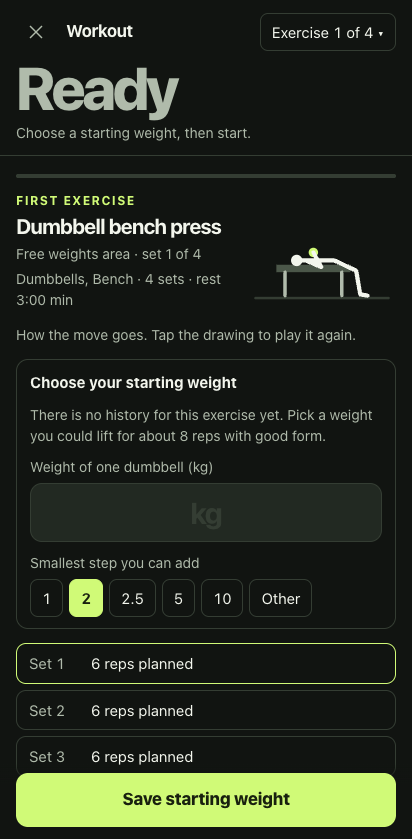 Workout
Exercise 1 of 4
Ready
Choose a starting weight, then start.
FIRST EXERCISE
Dumbbell bench press
Free weights area · set 1 of 4
Dumbbells, Bench · 4 sets · rest
3:00 min
How the move goes. Tap the drawing to play it again.
Choose your starting weight
There is no history for this exercise yet. Pick a weight
you could lift for about 8 reps with good form.
Weight of one dumbbell (kg)
kg
Smallest step you can add
1 2 2.5 5 10 Other
Set 1 6 reps planned
Set 2 6 reps planned
Set 3 6 reps planned
Save starting weight